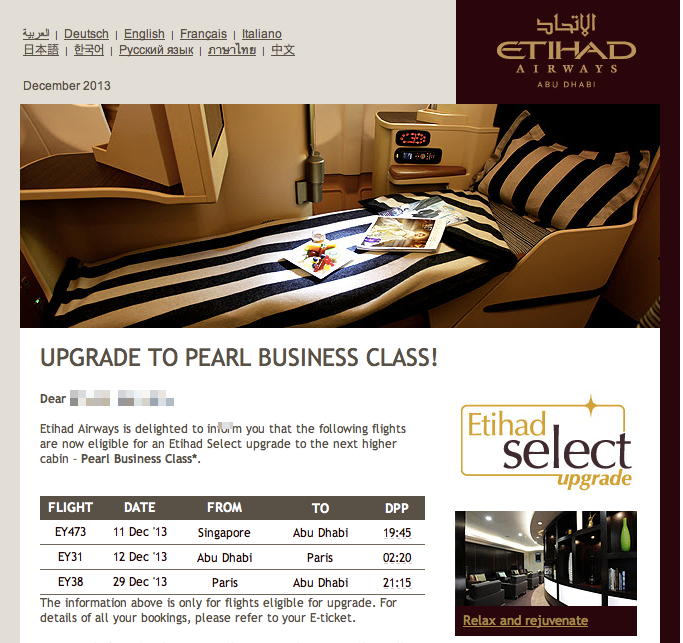 العربية | Deutsch | English | Français | Italiano
日本語 | 한국어 | Русский язык | ภาษาไทย | 中文
الإتحاد
ETIHAD
AIRWAYS
ABU DHABI
December 2013
UPGRADE TO PEARL BUSINESS CLASS!
Dear
Etihad Airways is delighted to inform you that the following flights
are now eligible for an Etihad Select upgrade to the next higher
cabin – Pearl Business Class*.
Etihad
select
upgrade
FLIGHT DATE FROM TO DPP
EY473 11 Dec '13 Singapore Abu Dhabi 19:45
EY31 12 Dec '13 Abu Dhabi Paris 02:20
EY38 29 Dec '13 Paris Abu Dhabi 21:15
The information above is only for flights eligible for upgrade. For
details of all your bookings, please refer to your E-ticket.
Relax and rejuvenate